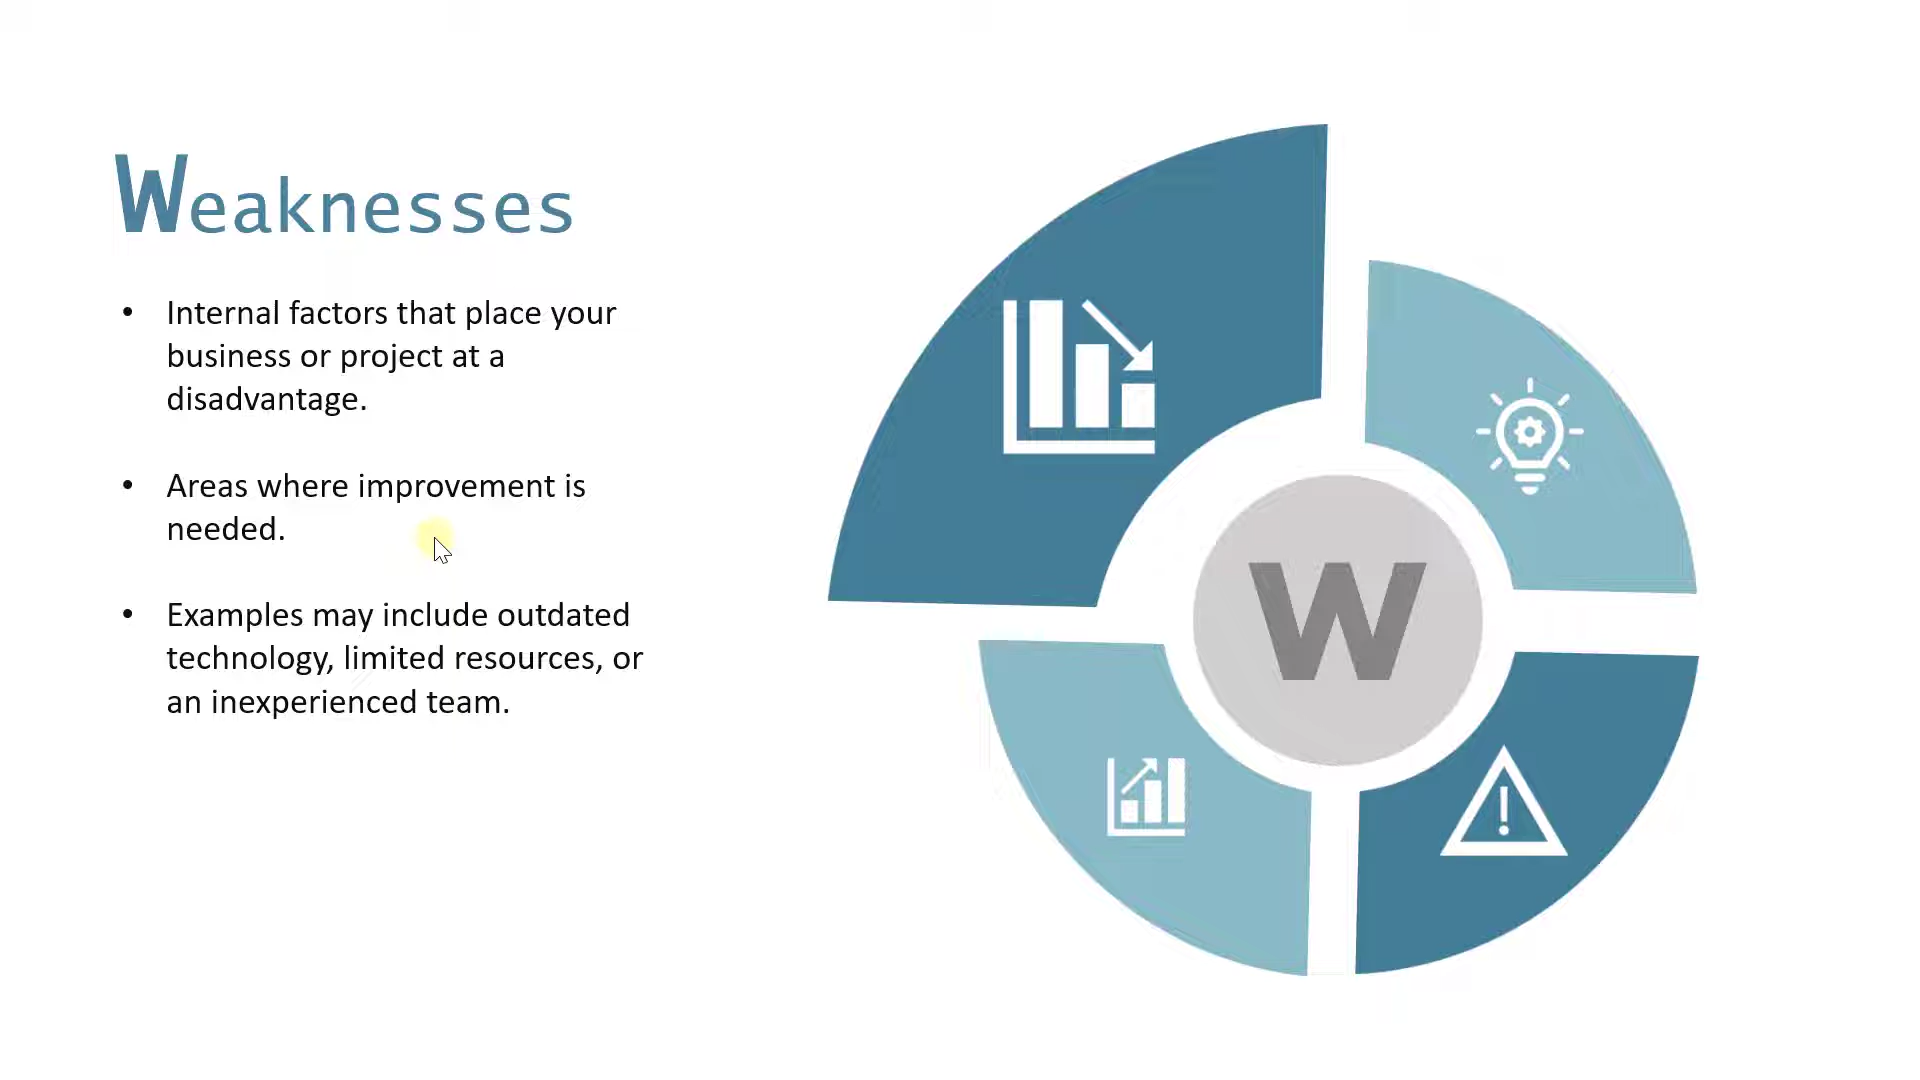 Weaknesses
• Internal factors that place your
business or project at a
disadvantage.
• Areas where improvement is
needed.
• Examples may include outdated
technology, limited resources, or
an inexperienced team.
W